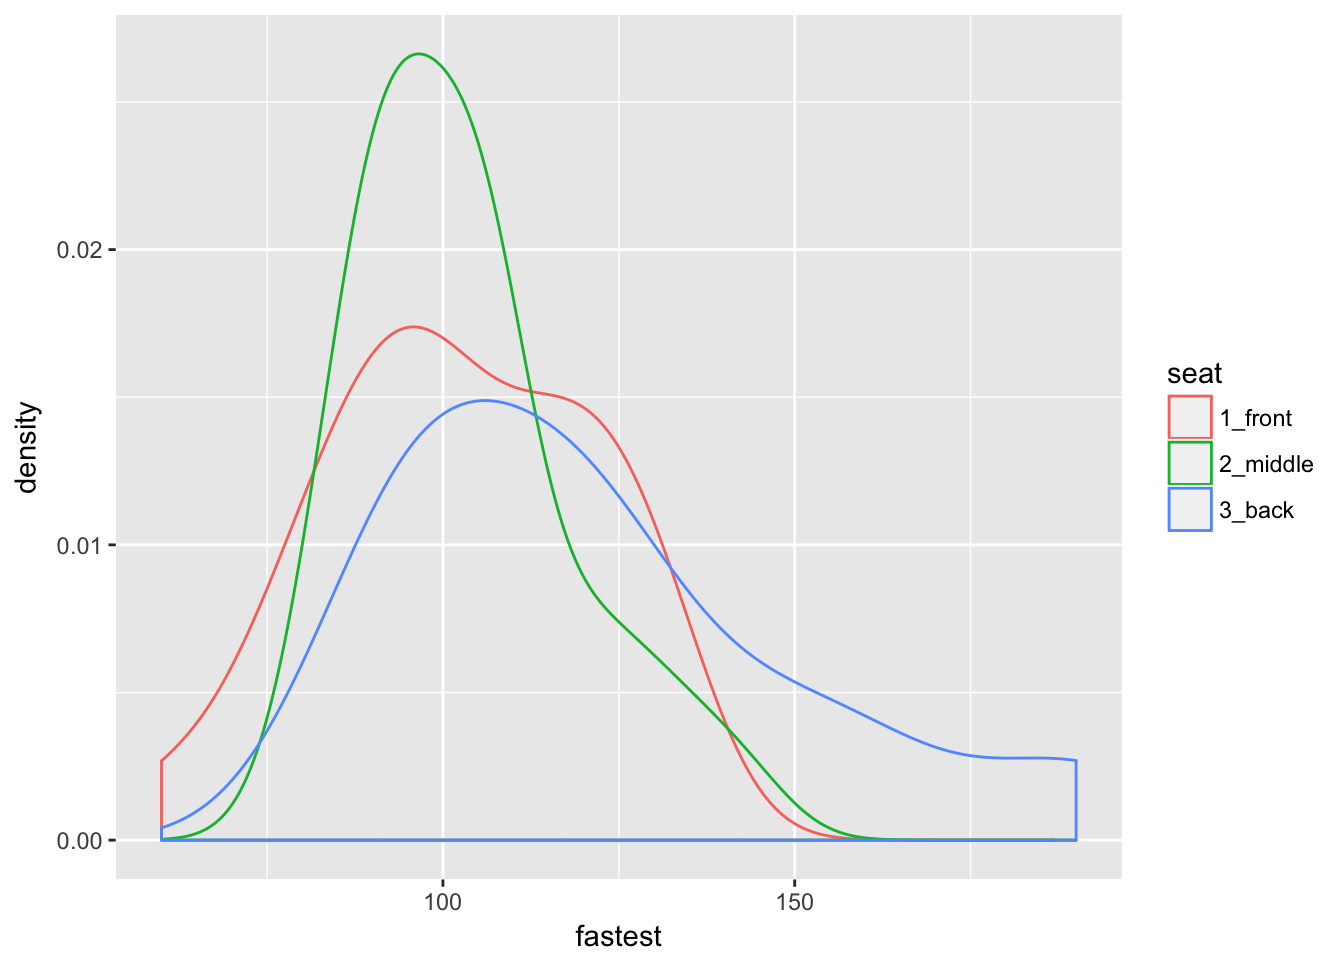 density
0.02
0.01
0.00
100
150
fastest
seat
1_front
2_middle
3_back